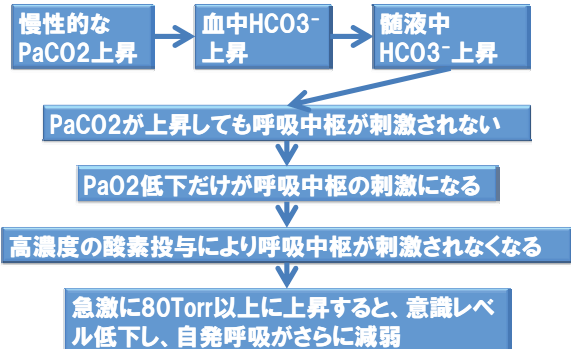 慢性的な
PaCO2上昇
血中HCO3⁻
上昇
髄液中
HCO3⁻上昇
PaCO2が上昇しても呼吸中枢が刺激されない
PaO2低下だけが呼吸中枢の刺激になる
高濃度の酸素投与により呼吸中枢が刺激されなくなる
急激に80Torr以上に上昇すると、意識レベ
ル低下し、自発呼吸がさらに減弱